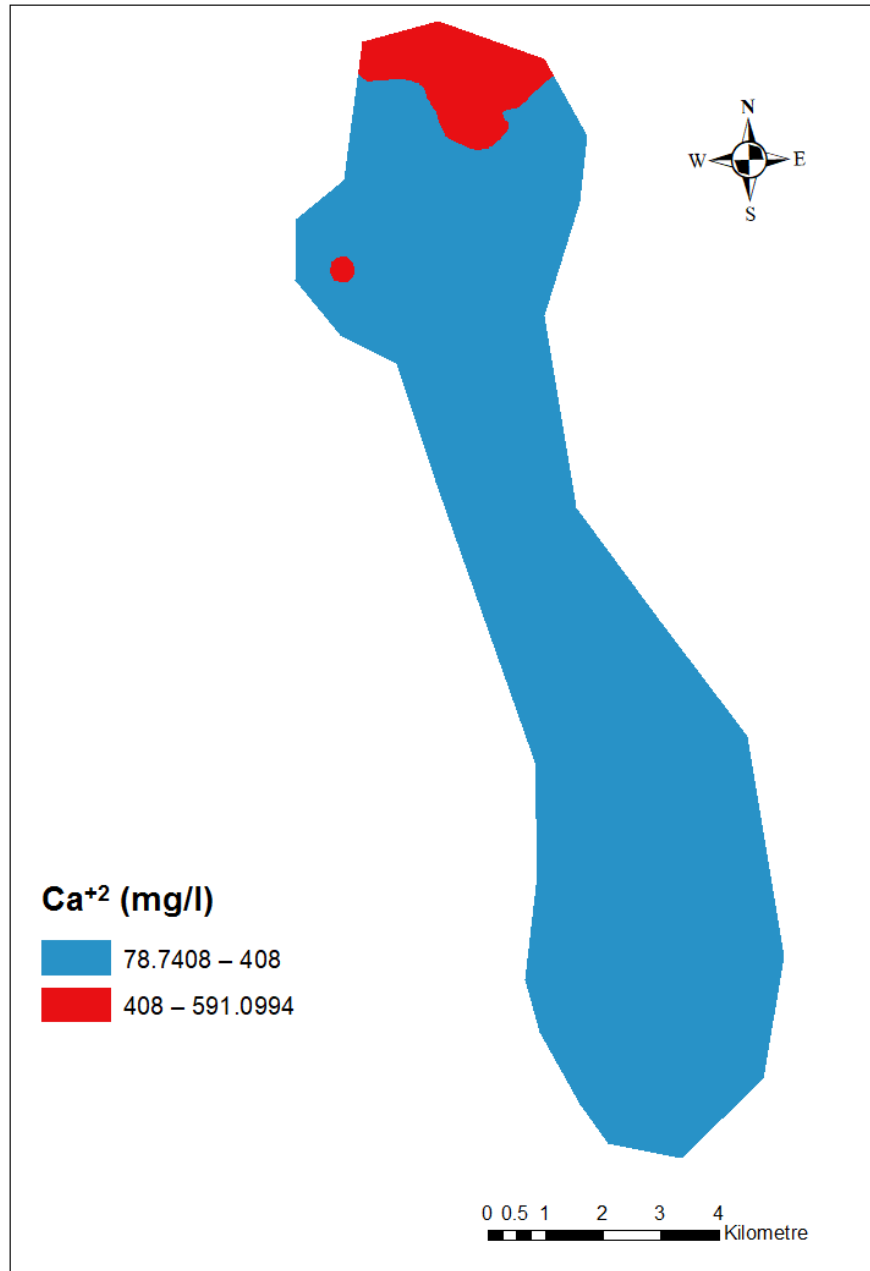 N
W E
S
Ca⁺² (mg/l)
78.7408 – 408
408 – 591.0994
0 0.5 1 2 3 4
Kilometre